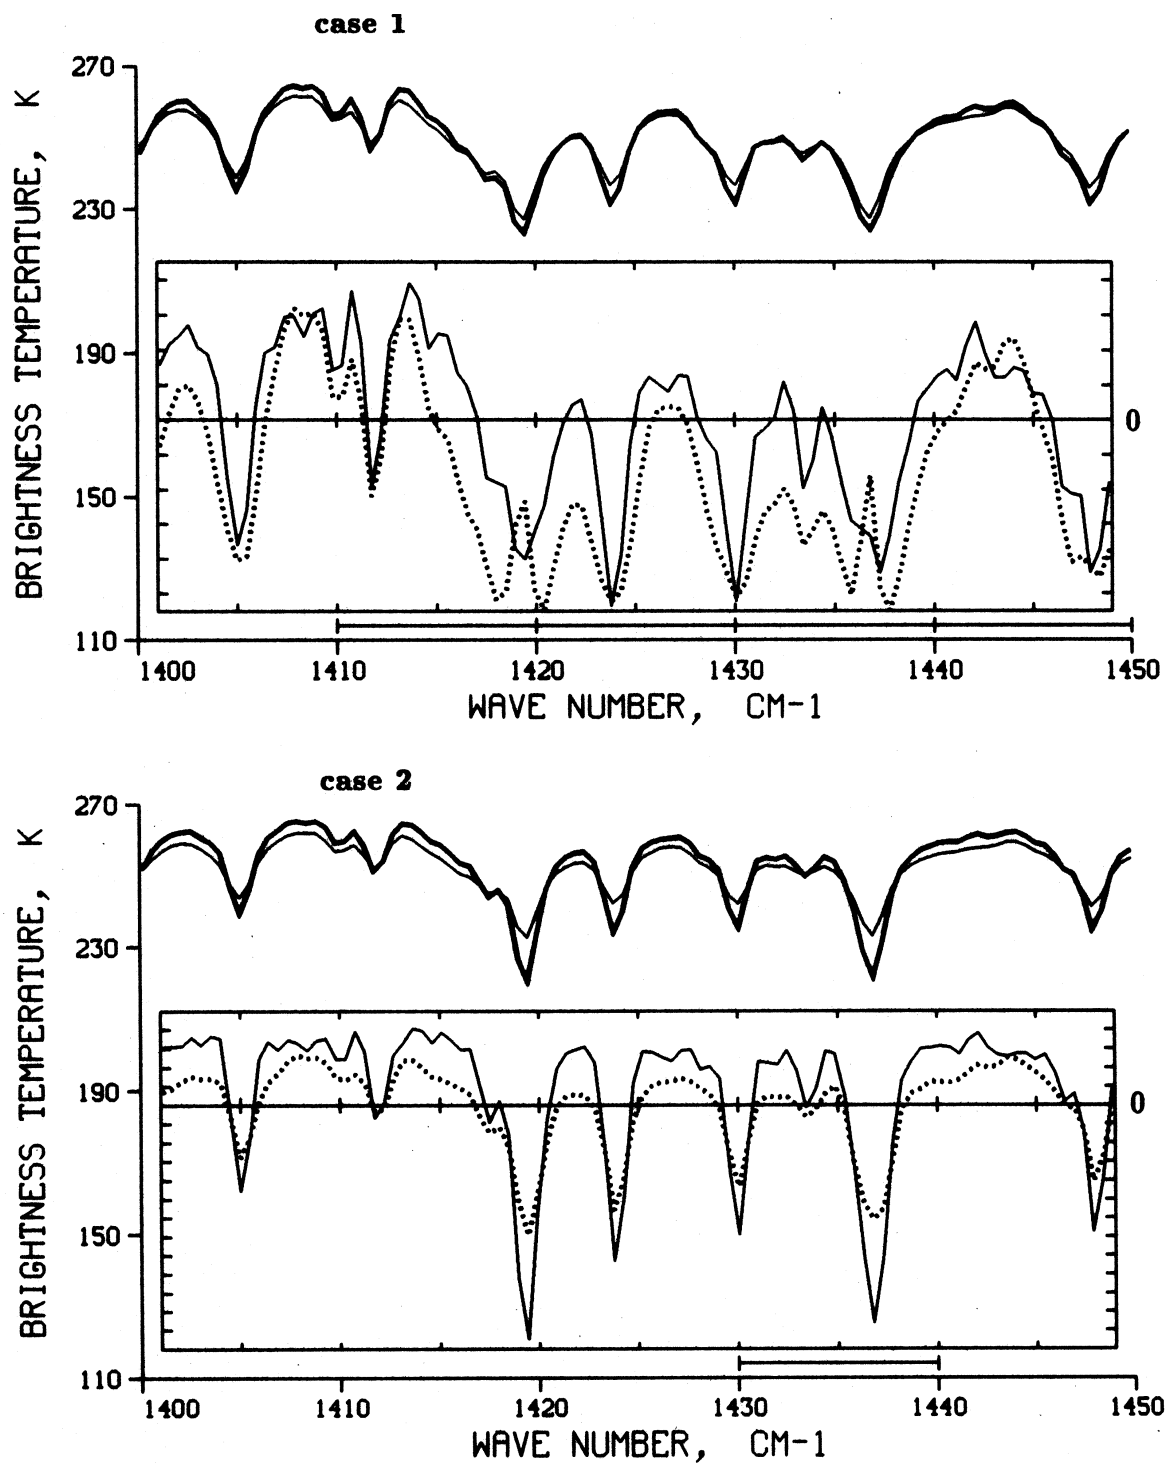 case 1
BRIGHTNESS TEMPERATURE, K
270
230
190
150
110
0
1400 1410 1420 1430 1440 1450
WAVE NUMBER, CM-1
case 2
BRIGHTNESS TEMPERATURE, K
270
230
190
150
110
0
1400 1410 1420 1430 1440 1450
WAVE NUMBER, CM-1